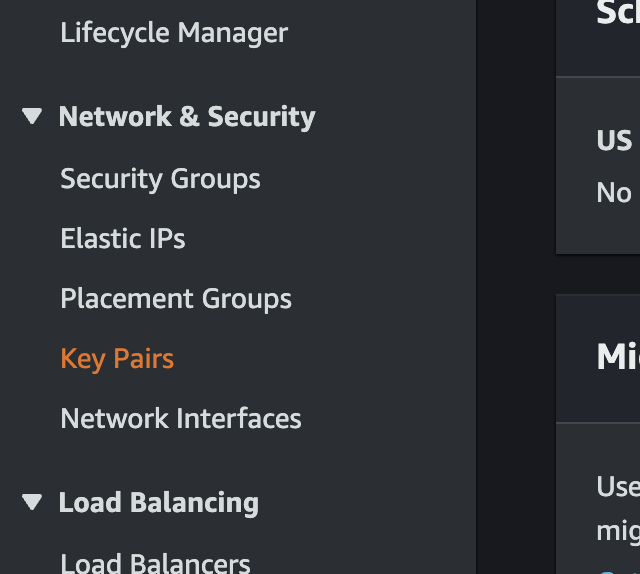 Lifecycle Manager
Network & Security
Security Groups
Elastic IPs
Placement Groups
Key Pairs
Network Interfaces
Load Balancing
Load Balancers
US
No
Use